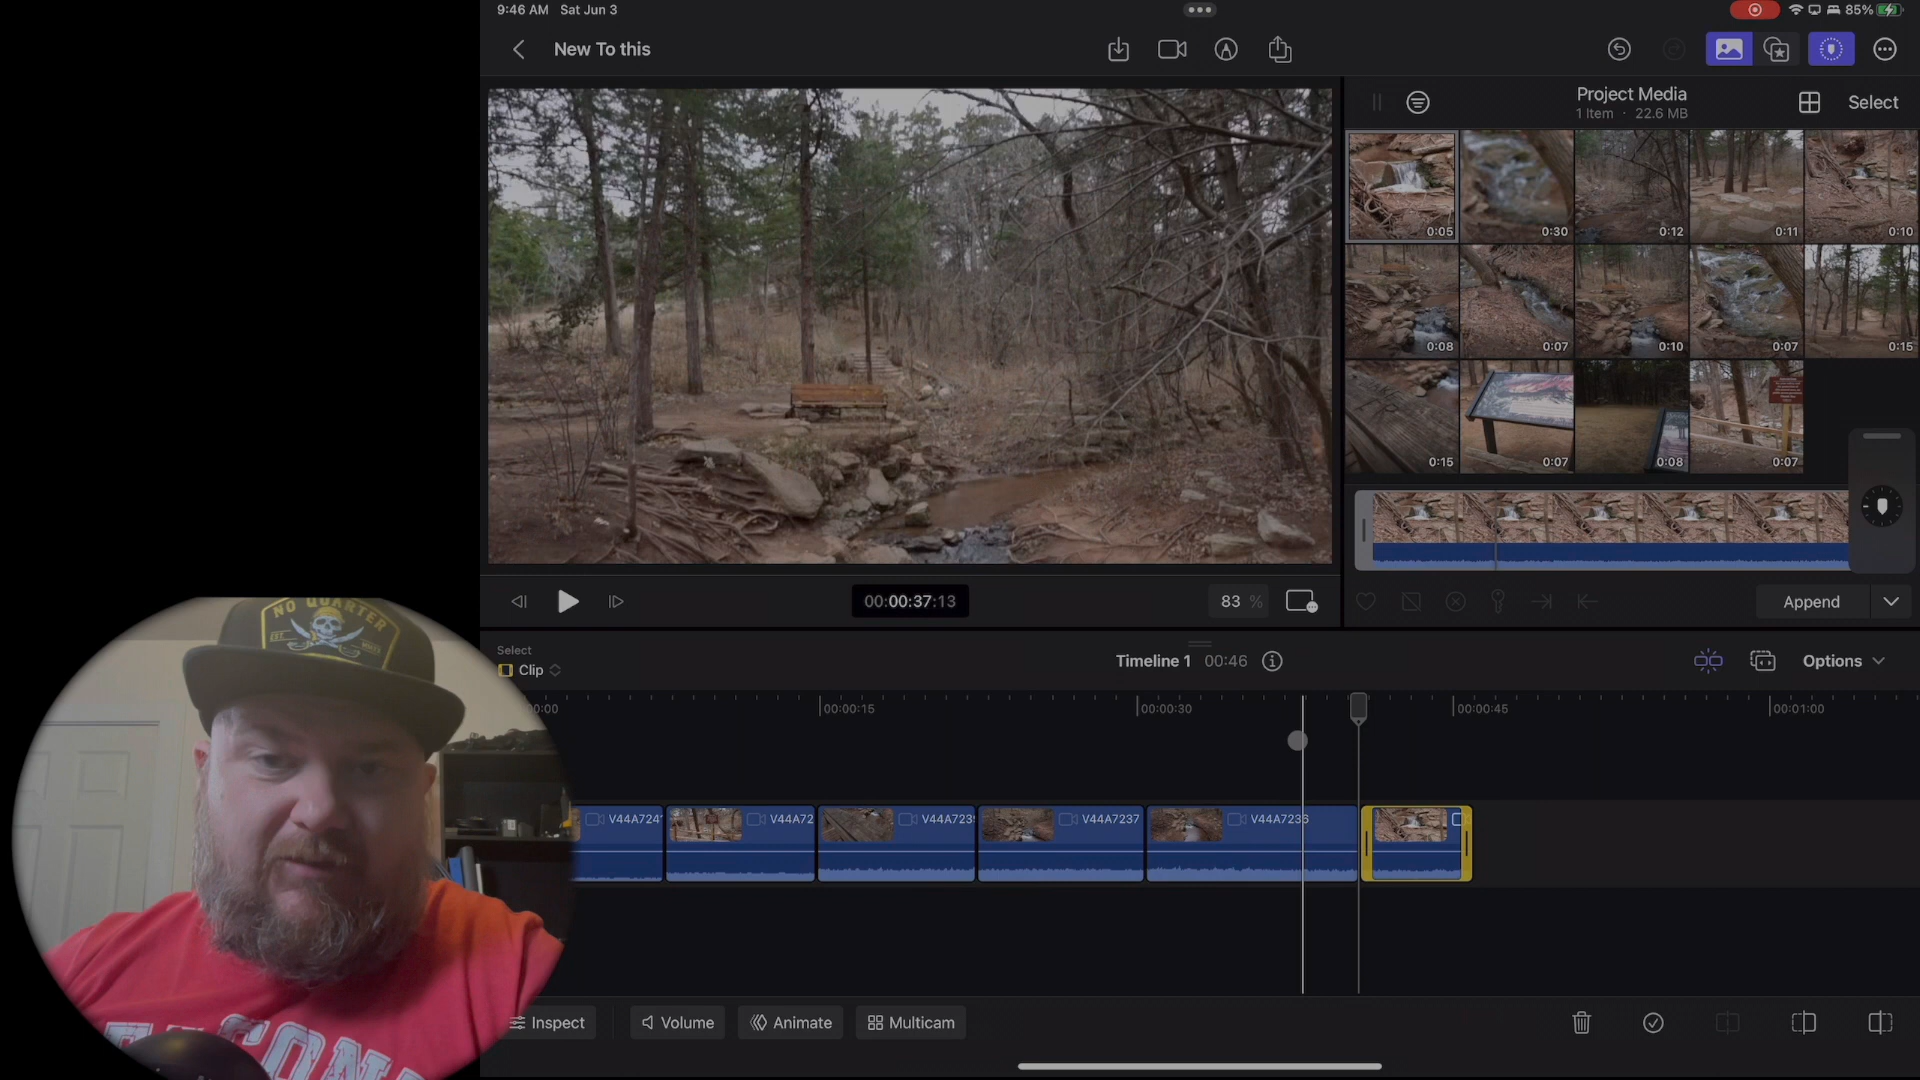 9:46 AM Sat Jun 3
85%
New To this
Project Media
1 Item · 22.6 MB
Select
0:05
0:30
0:12
0:11
0:10
0:08
0:07
0:10
0:07
0:15
0:15
0:07
0:08
0:07
00:00:37:13
83 %
Append
Select
Clip
Timeline 1 00:46
Options
00:00:15
00:00:30
00:00:45
00:01:00
V44A72
V44A7237
V44A7236
NO QUARTER
Inspect
Volume
Animate
Multicam